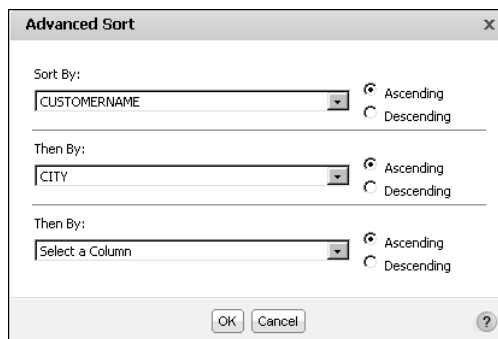 Advanced Sort x
Sort By:
CUSTOMERNAME
Ascending
Descending
Then By:
CITY
Ascending
Descending
Then By:
Select a Column
Ascending
Descending
OK Cancel ?